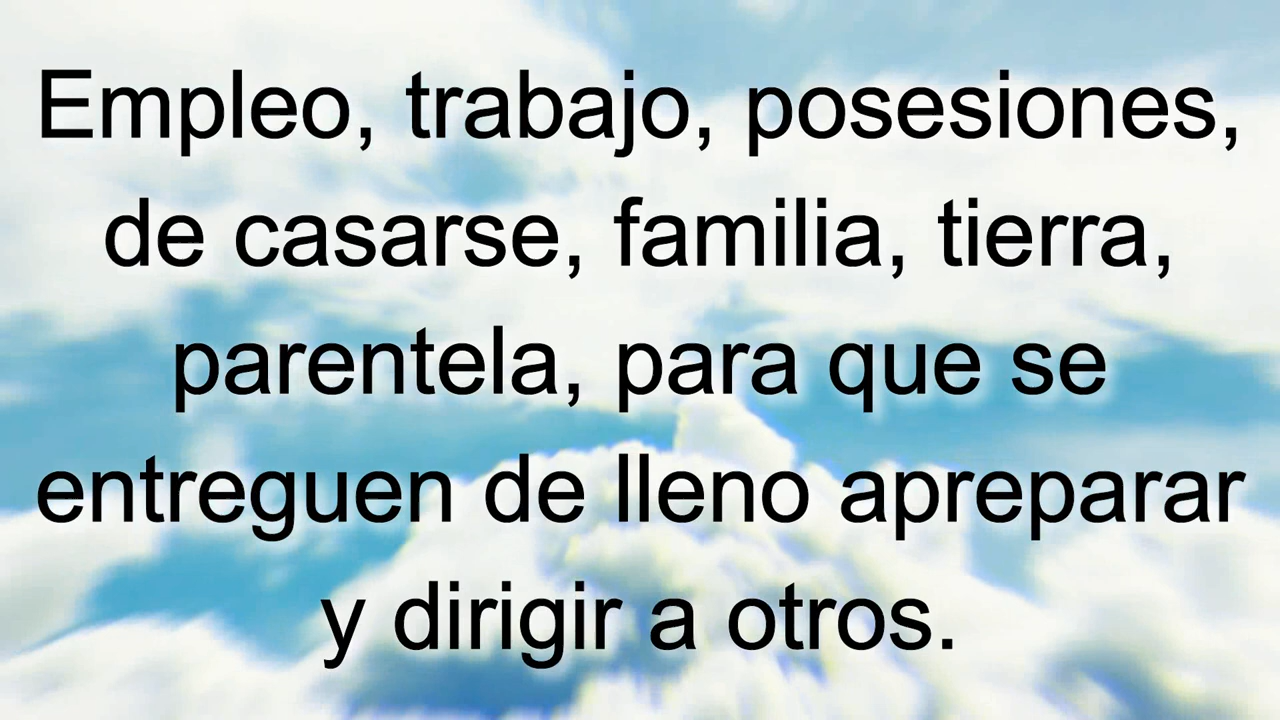 Empleo, trabajo, posesiones,
de casarse, familia, tierra,
parentela, para que se
entreguen de lleno apreparar
y dirigir a otros.